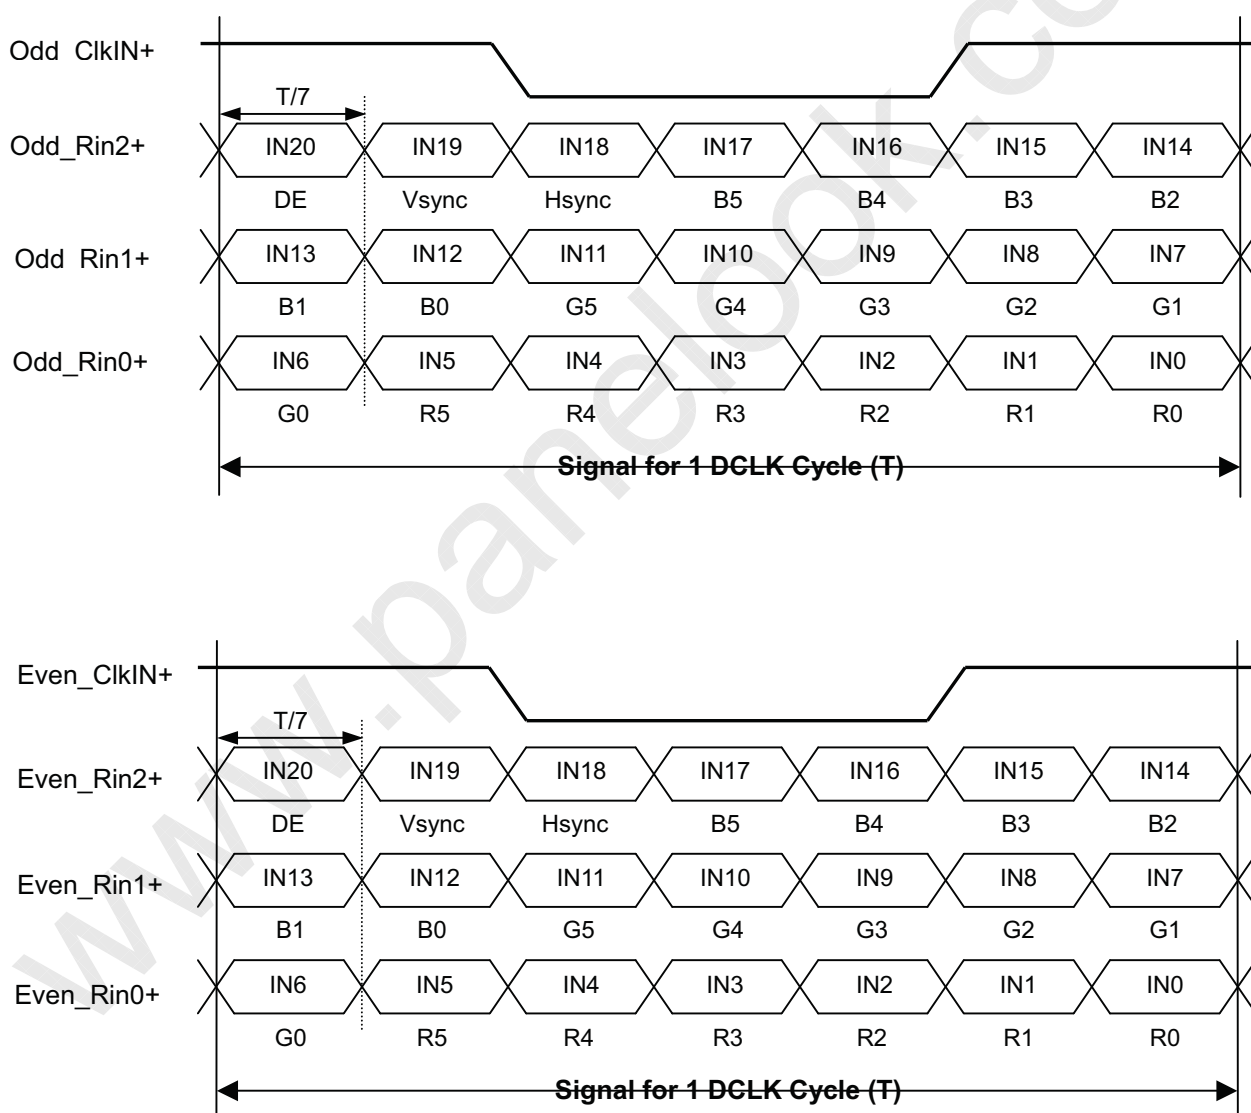 Odd ClkIN+
T/7
Odd_Rin2+ IN20 IN19 IN18 IN17 IN16 IN15 IN14
DE Vsync Hsync B5 B4 B3 B2
Odd Rin1+ IN13 IN12 IN11 IN10 IN9 IN8 IN7
B1 B0 G5 G4 G3 G2 G1
Odd_Rin0+ IN6 IN5 IN4 IN3 IN2 IN1 IN0
G0 R5 R4 R3 R2 R1 R0
Signal for 1 DCLK Cycle (T)
Even_ClkIN+
T/7
Even_Rin2+ IN20 IN19 IN18 IN17 IN16 IN15 IN14
DE Vsync Hsync B5 B4 B3 B2
Even_Rin1+ IN13 IN12 IN11 IN10 IN9 IN8 IN7
B1 B0 G5 G4 G3 G2 G1
Even_Rin0+ IN6 IN5 IN4 IN3 IN2 IN1 IN0
G0 R5 R4 R3 R2 R1 R0
Signal for 1 DCLK Cycle (T)
www.panelook.co